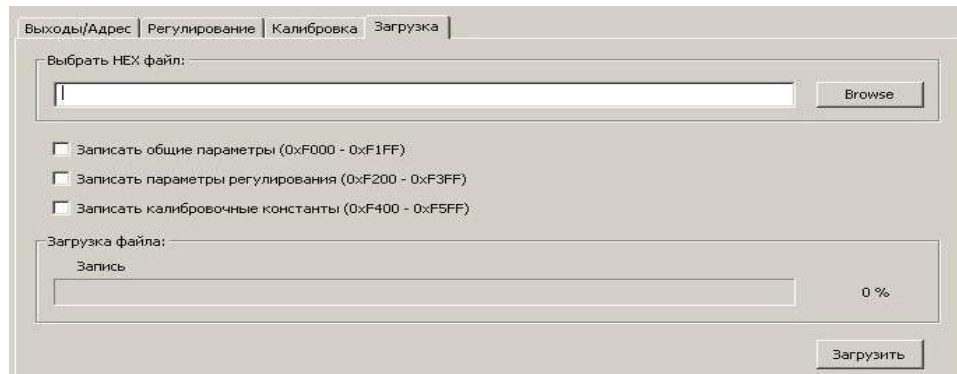 Выходы/Адрес Регулирование Калибровка Загрузка
Выбрать HEX файл:
Browse
Записать общие параметры (0xF000 - 0xF1FF)
Записать параметры регулирования (0xF200 - 0xF3FF)
Записать калибровочные константы (0xF400 - 0xF5FF)
Загрузка файла:
Запись
0 %
Загрузить